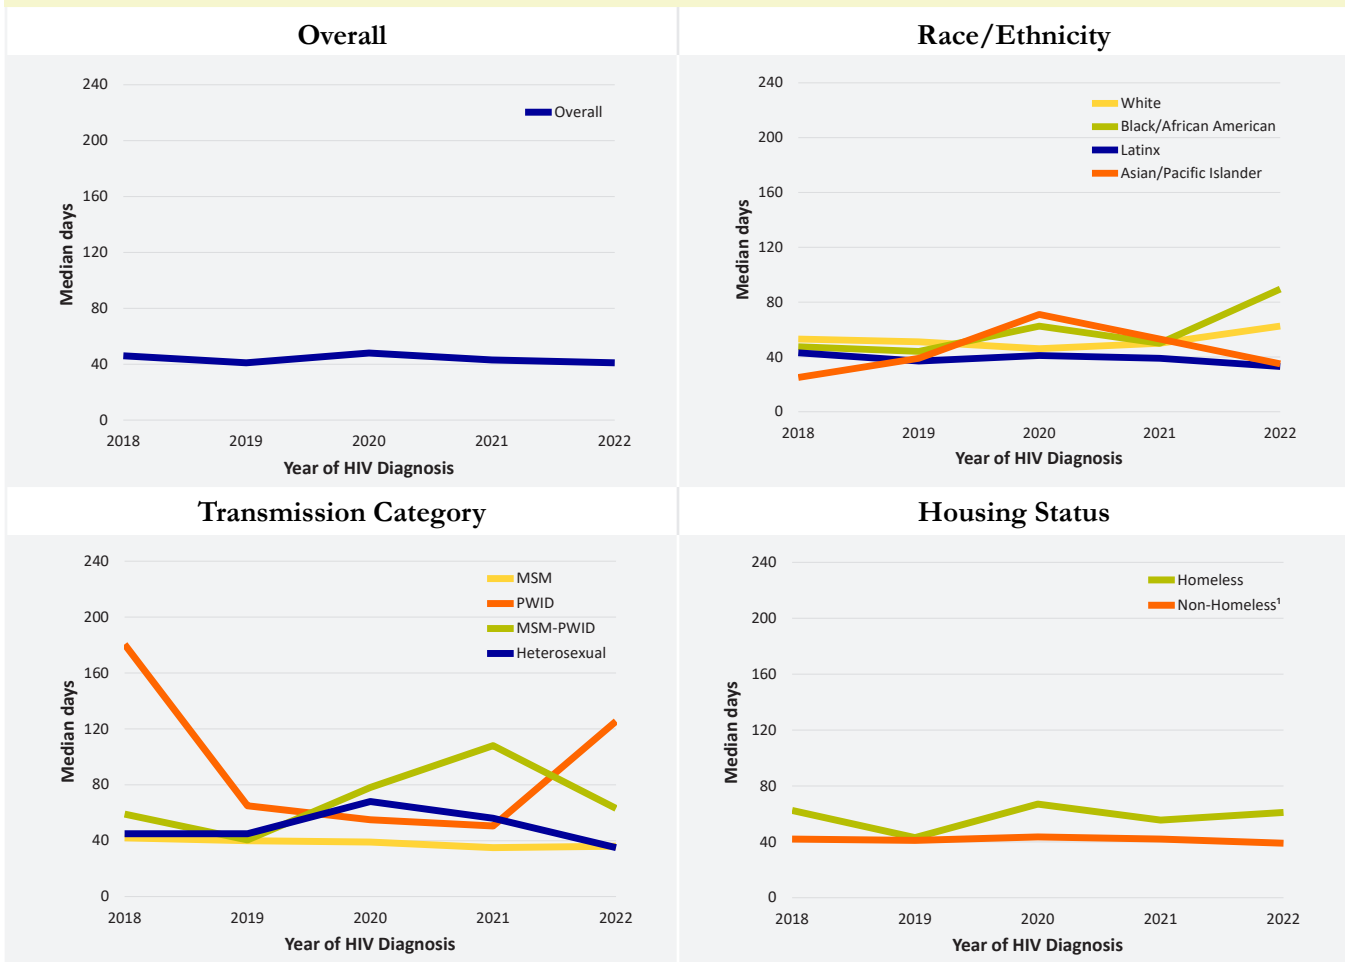 Overall
240
200
160
120
80
40
0
Median days
Overall
2018 2019 2020 2021 2022
Year of HIV Diagnosis
Race/Ethnicity
240
200
160
120
80
40
0
Median days
White
Black/African American
Latinx
Asian/Pacific Islander
2018 2019 2020 2021 2022
Year of HIV Diagnosis
Transmission Category
240
200
160
120
80
40
0
Median days
MSM
PWID
MSM-PWID
Heterosexual
2018 2019 2020 2021 2022
Year of HIV Diagnosis
Housing Status
240
200
160
120
80
40
0
Median days
Homeless
Non-Homeless¹
2018 2019 2020 2021 2022
Year of HIV Diagnosis